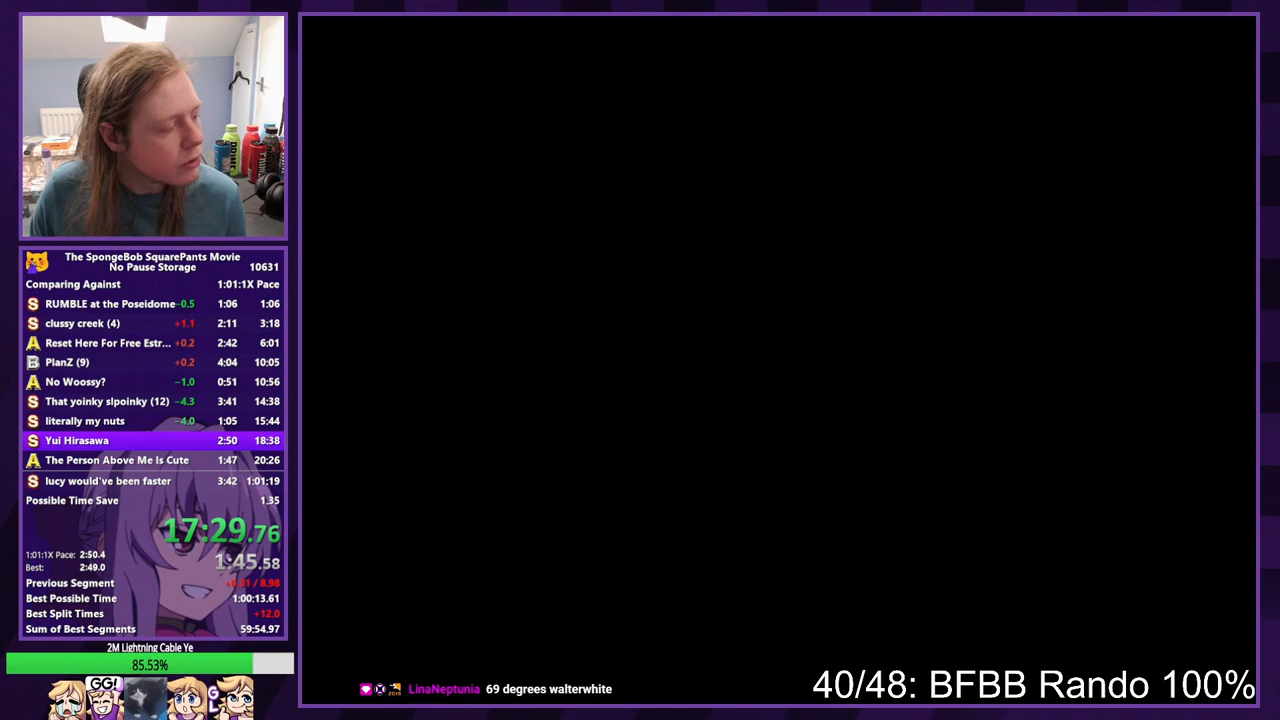 The SpongeBob SquarePants Movie
No Pause Storage 10631
Comparing Against 1:01:1X Pace
S RUMBLE at the Poseidome -0.5 1:06 1:06
S clussy creek (4) +1.1 2:11 3:18
A Reset Here For Free Estr... +0.2 2:42 6:01
B PlanZ (9) +0.2 4:04 10:05
A No Woossy? -1.0 0:51 10:56
S That yoinky slpoinky (12) -4.3 3:41 14:38
S literally my nuts -4.0 1:05 15:44
S Yui Hirasawa 2:50 18:38
A The Person Above Me Is Cute 1:47 20:26
S lucy would've been faster 3:42 1:01:19
Possible Time Save 1.35
17:29.76
1:01:1X Pace: 2:50.4
Best: 2:49.0
1:45.58
Previous Segment / 8.98
Best Possible Time 1:00:13.61
Best Split Times +12.0
Sum of Best Segments 59:54.97
2M Lightning Cable Ye
85.53%
GG!
GL
LinaNeptunia 69 degrees walterwhite
40/48: BFBB Rando 100%